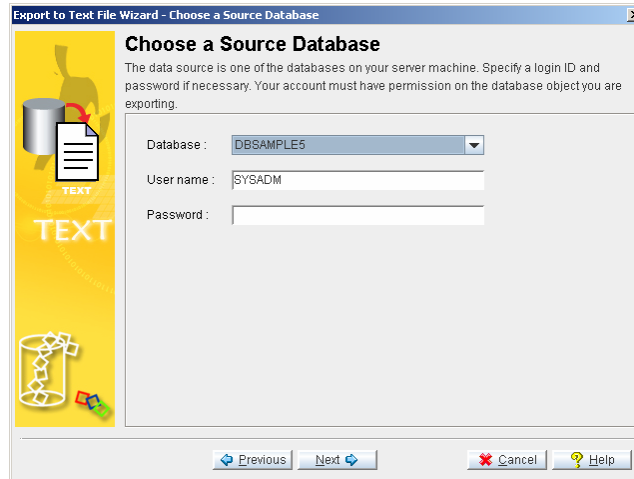 Export to Text File Wizard - Choose a Source Database
Choose a Source Database
The data source is one of the databases on your server machine. Specify a login ID and
password if necessary. Your account must have permission on the database object you are
exporting.
Database :
DBSAMPLE5
User name :
SYSADM
Password :
TEXT
TEXT
Previous
Next
Cancel
Help